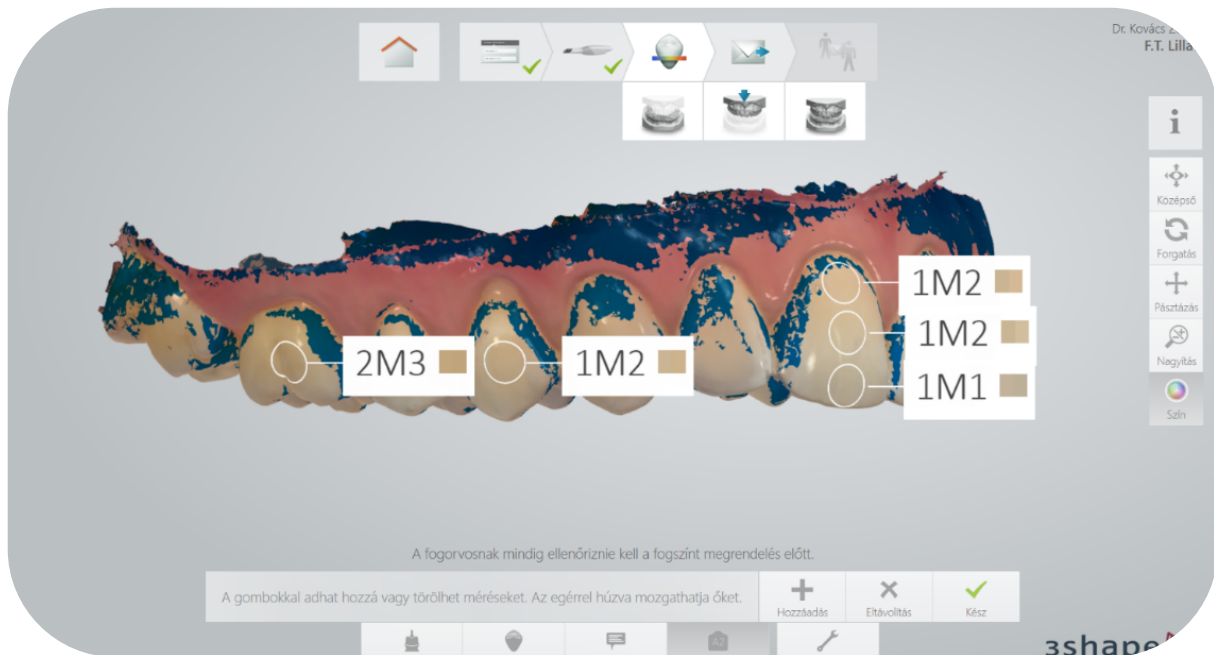 Dr. Kovács
F.T. Lilla
i
Középső
Forgatás
Pásztázás
Nagyítás
Szín
1M2
1M2
1M1
2M3
1M2
A fogorvosnak mindig ellenőriznie kell a fogszínt megrendelés előtt.
A gombokkal adhat hozzá vagy törölhet méréseket. Az egérrel húzva mozgathatja őket.
Hozzáadás
Eltávolítás
Kész
A2
3shape